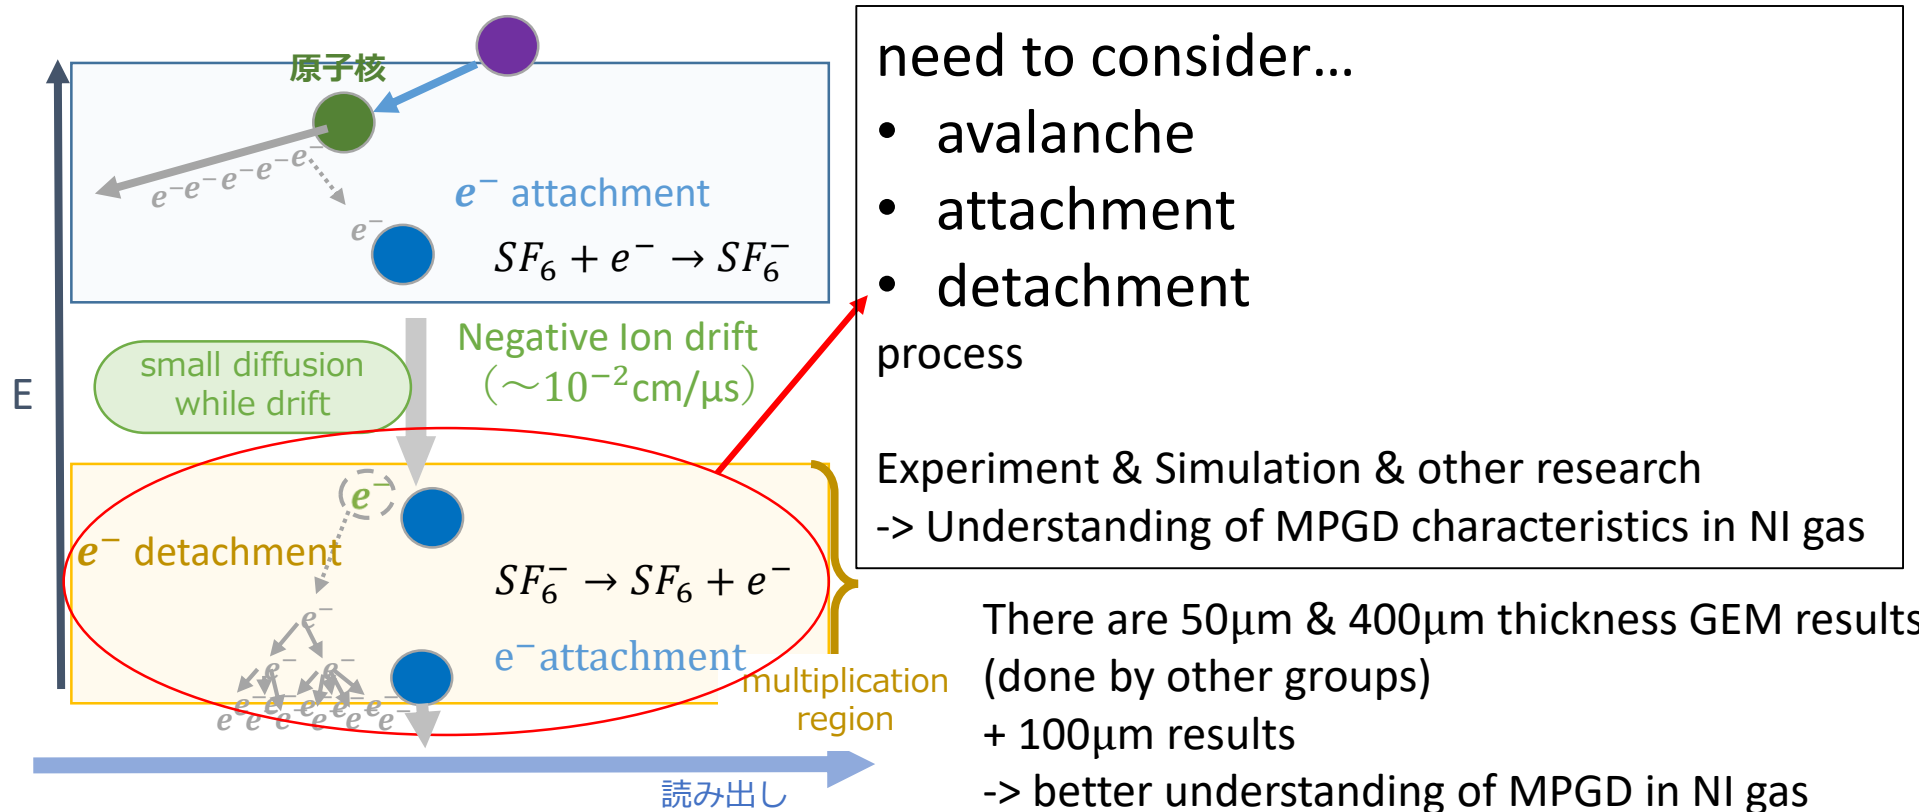 原子核
e⁻e⁻e⁻e⁻e⁻
e⁻
e⁻ attachment
SF₆ + e⁻ → SF₆⁻
E
small diffusion
while drift
Negative Ion drift
(～10⁻²cm/μs)
e⁻
e⁻ detachment
SF₆⁻ → SF₆ + e⁻
e⁻
e⁻attachment
e⁻ e⁻
e⁻e⁻e⁻e⁻e⁻e⁻e⁻e⁻
multiplication
region
読み出し
need to consider…
• avalanche
• attachment
• detachment
process
Experiment & Simulation & other research
-> Understanding of MPGD characteristics in NI gas
There are 50μm & 400μm thickness GEM results
(done by other groups)
+ 100μm results
-> better understanding of MPGD in NI gas